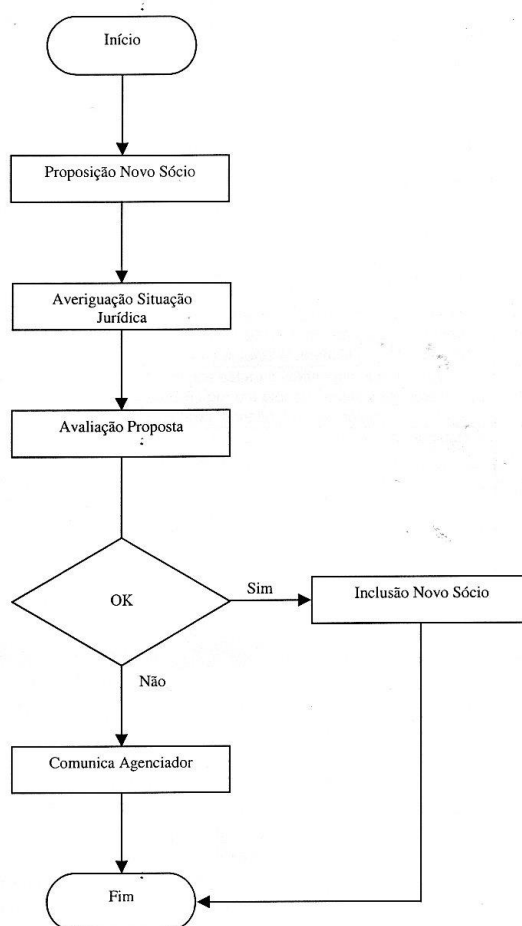 Início
Proposição Novo Sócio
Averiguação Situação
Jurídica
Avaliação Proposta
OK
Sim
Inclusão Novo Sócio
Não
Comunica Agenciador
Fim